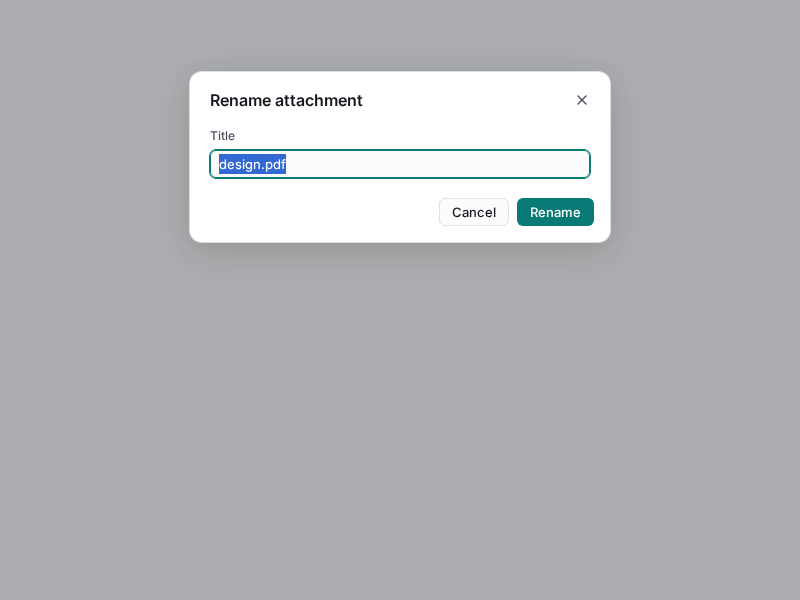 Rename attachment
Title
design.pdf
Cancel
Rename